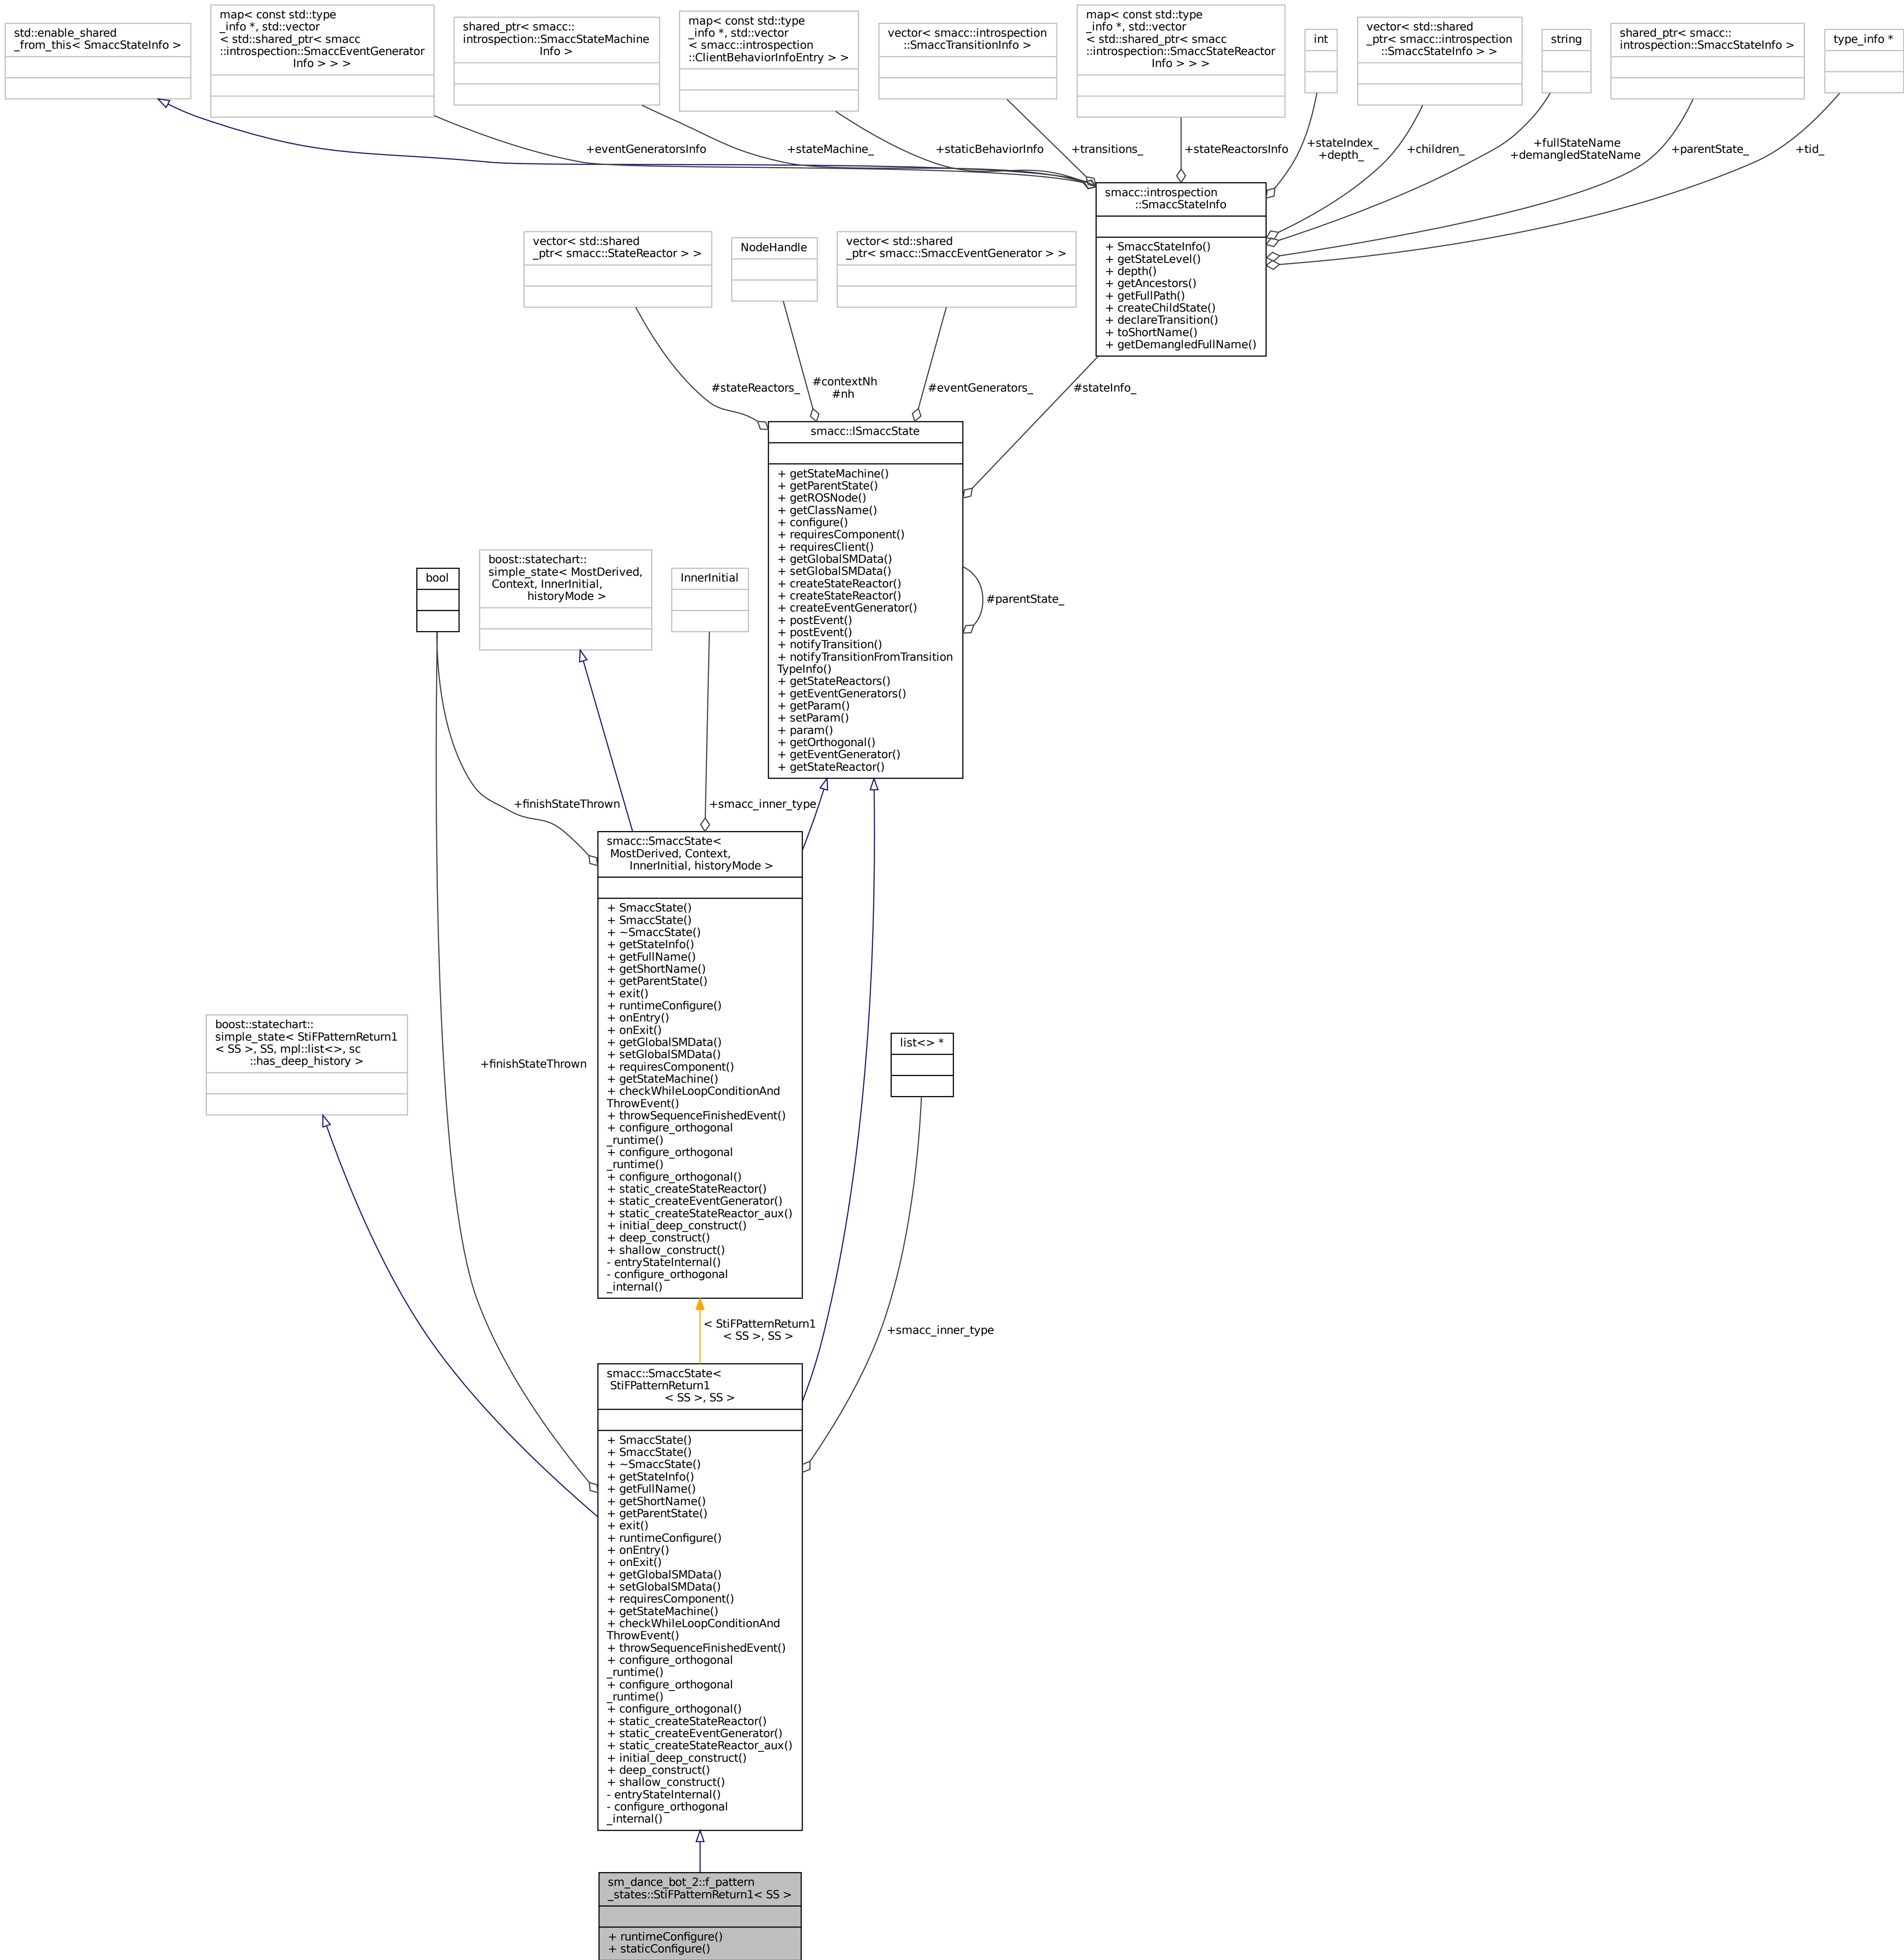 std::enable_shared
_from_this< SmaccStateInfo >
map< const std::type
_info *, std::vector
< std::shared_ptr< smacc
::introspection::SmaccEventGenerator
Info > > >
shared_ptr< smacc::
introspection::SmaccStateMachine
Info >
map< const std::type
_info *, std::vector
< smacc::introspection
::ClientBehaviorInfoEntry > >
vector< smacc::introspection
::SmaccTransitionInfo >
map< const std::type
_info *, std::vector
< std::shared_ptr< smacc
::introspection::SmaccStateReactor
Info > > >
int
vector< std::shared
_ptr< smacc::introspection
::SmaccStateInfo > >
string
shared_ptr< smacc::
introspection::SmaccStateInfo >
type_info *
+eventGeneratorsInfo
+stateMachine_
+staticBehaviorInfo
+transitions_
+stateReactorsInfo
+stateIndex_
+depth_
+children_
+fullStateName
+demangledStateName
+parentState_
+tid_
smacc::introspection
::SmaccStateInfo
+ SmaccStateInfo()
+ getStateLevel()
+ depth()
+ getAncestors()
+ getFullPath()
+ createChildState()
+ declareTransition()
+ toShortName()
+ getDemangledFullName()
vector< std::shared
_ptr< smacc::StateReactor > >
NodeHandle
vector< std::shared
_ptr< smacc::SmaccEventGenerator > >
#stateReactors_
#contextNh
#nh
#eventGenerators_
#stateInfo_
smacc::ISmaccState
+ getStateMachine()
+ getParentState()
+ getROSNode()
+ getClassName()
+ configure()
+ requiresComponent()
+ requiresClient()
+ getGlobalSMData()
+ setGlobalSMData()
+ createStateReactor()
+ createStateReactor()
+ createEventGenerator()
+ postEvent()
+ postEvent()
+ notifyTransition()
+ notifyTransitionFromTransition
TypeInfo()
+ getStateReactors()
+ getEventGenerators()
+ getParam()
+ setParam()
+ param()
+ getOrthogonal()
+ getEventGenerator()
+ getStateReactor()
#parentState_
bool
boost::statechart::
simple_state< MostDerived,
Context, InnerInitial,
historyMode >
InnerInitial
+finishStateThrown
+smacc_inner_type
smacc::SmaccState<
MostDerived, Context,
InnerInitial, historyMode >
+ SmaccState()
+ SmaccState()
+ ~SmaccState()
+ getStateInfo()
+ getFullName()
+ getShortName()
+ getParentState()
+ exit()
+ runtimeConfigure()
+ onEntry()
+ onExit()
+ getGlobalSMData()
+ setGlobalSMData()
+ requiresComponent()
+ getStateMachine()
+ checkWhileLoopConditionAnd
ThrowEvent()
+ throwSequenceFinishedEvent()
+ configure_orthogonal
_runtime()
+ configure_orthogonal
_runtime()
+ configure_orthogonal()
+ static_createStateReactor()
+ static_createEventGenerator()
+ static_createStateReactor_aux()
+ initial_deep_construct()
+ deep_construct()
+ shallow_construct()
- entryStateInternal()
- configure_orthogonal
_internal()
boost::statechart::
simple_state< StiFPatternReturn1
< SS >, SS, mpl::list<>, sc
::has_deep_history >
+finishStateThrown
list<> *
< StiFPatternReturn1
< SS >, SS >
+smacc_inner_type
smacc::SmaccState<
StiFPatternReturn1
< SS >, SS >
+ SmaccState()
+ SmaccState()
+ ~SmaccState()
+ getStateInfo()
+ getFullName()
+ getShortName()
+ getParentState()
+ exit()
+ runtimeConfigure()
+ onEntry()
+ onExit()
+ getGlobalSMData()
+ setGlobalSMData()
+ requiresComponent()
+ getStateMachine()
+ checkWhileLoopConditionAnd
ThrowEvent()
+ throwSequenceFinishedEvent()
+ configure_orthogonal
_runtime()
+ configure_orthogonal
_runtime()
+ configure_orthogonal()
+ static_createStateReactor()
+ static_createEventGenerator()
+ static_createStateReactor_aux()
+ initial_deep_construct()
+ deep_construct()
+ shallow_construct()
- entryStateInternal()
- configure_orthogonal
_internal()
sm_dance_bot_2::f_pattern
_states::StiFPatternReturn1< SS >
+ runtimeConfigure()
+ staticConfigure()